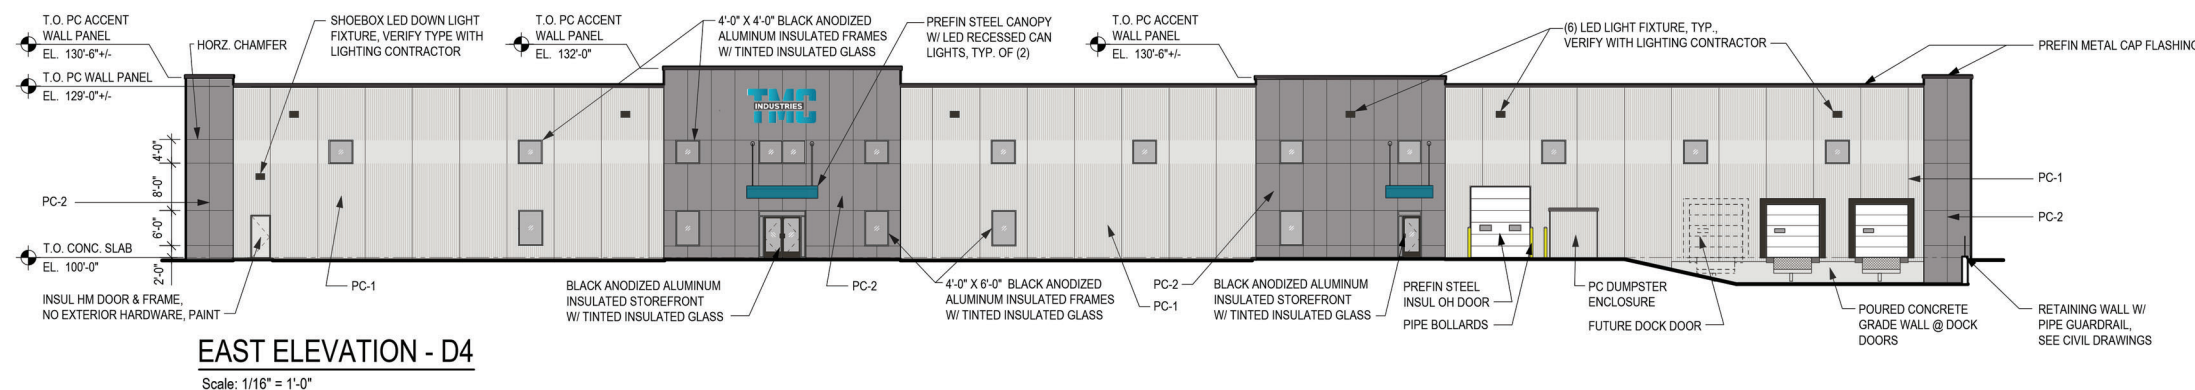 T.O. PC ACCENT
WALL PANEL
EL. 130'-6"+/-
T.O. PC WALL PANEL
EL. 129'-0"+/-
HORZ. CHAMFER
SHOEBOX LED DOWN LIGHT
FIXTURE, VERIFY TYPE WITH
LIGHTING CONTRACTOR
T.O. PC ACCENT
WALL PANEL
EL. 132'-0"
4'-0" X 4'-0" BLACK ANODIZED
ALUMINUM INSULATED FRAMES
W/ TINTED INSULATED GLASS
PREFIN STEEL CANOPY
W/ LED RECESSED CAN
LIGHTS, TYP. OF (2)
T.O. PC ACCENT
WALL PANEL
EL. 130'-6"+/-
(6) LED LIGHT FIXTURE, TYP.,
VERIFY WITH LIGHTING CONTRACTOR
PREFIN METAL CAP FLASHING
TMC
INDUSTRIES
4'-0"
8'-0"
6'-0"
2'-0"
PC-2
T.O. CONC. SLAB
EL. 100'-0"
INSUL HM DOOR & FRAME,
NO EXTERIOR HARDWARE, PAINT
PC-1
BLACK ANODIZED ALUMINUM
INSULATED STOREFRONT
W/ TINTED INSULATED GLASS
PC-2
4'-0" X 6'-0" BLACK ANODIZED
ALUMINUM INSULATED FRAMES
W/ TINTED INSULATED GLASS
PC-2
PC-1
BLACK ANODIZED ALUMINUM
INSULATED STOREFRONT
W/ TINTED INSULATED GLASS
PREFIN STEEL
INSUL OH DOOR
PIPE BOLLARDS
PC DUMPSTER
ENCLOSURE
FUTURE DOCK DOOR
POURED CONCRETE
GRADE WALL @ DOCK
DOORS
PC-1
PC-2
RETAINING WALL W/
PIPE GUARDRAIL,
SEE CIVIL DRAWINGS
EAST ELEVATION - D4
Scale: 1/16" = 1'-0"